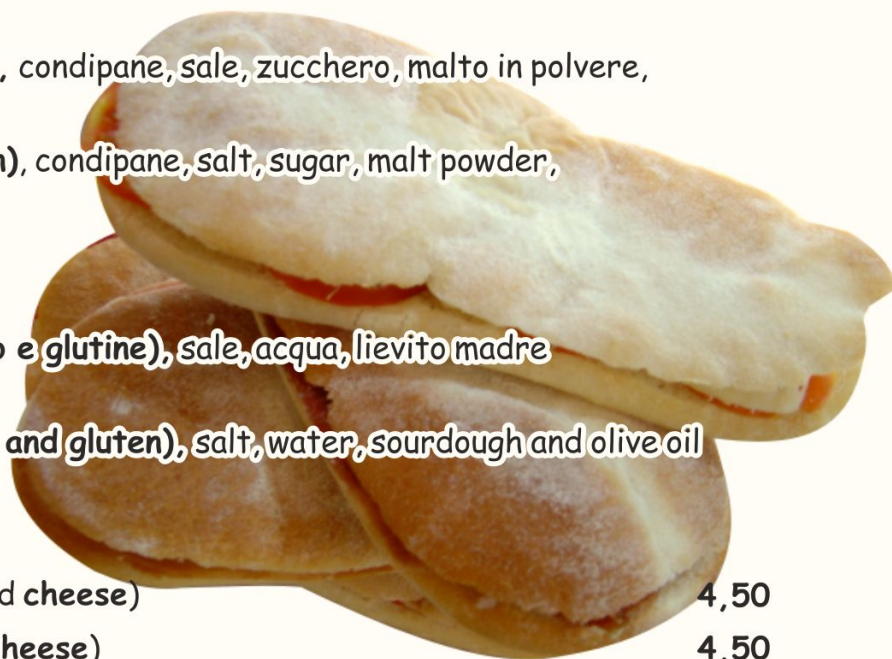 , condipane, sale, zucchero, malto in polvere,
), condipane, salt, sugar, malt powder,
e glutine), sale, acqua, lievito madre
and gluten), salt, water, sourdough and olive oil
cheese) 4,50
4,50